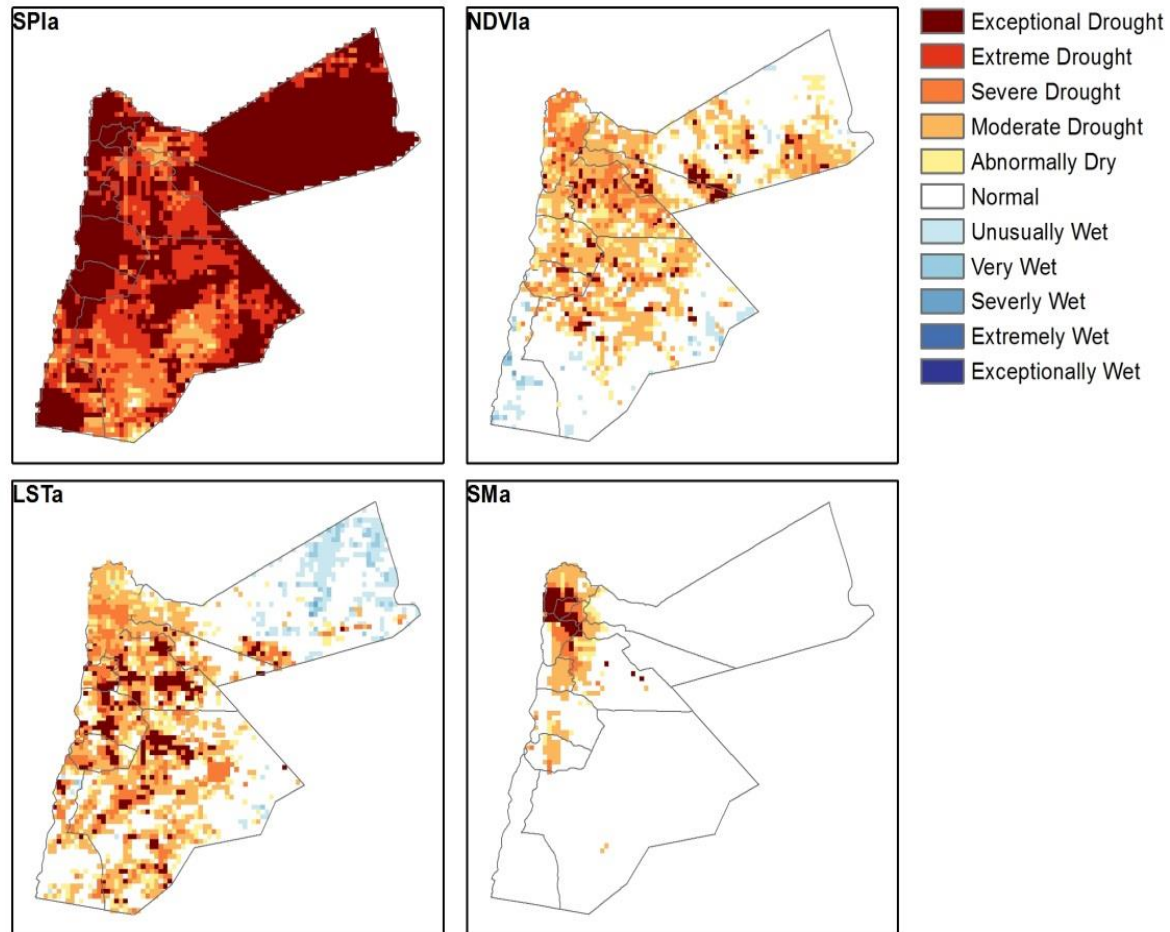 SPIa
NDVIa
Exceptional Drought
Extreme Drought
Severe Drought
Moderate Drought
Abnormally Dry
Normal
Unusually Wet
Very Wet
Severly Wet
Extremely Wet
Exceptionally Wet
LSTa
SMa